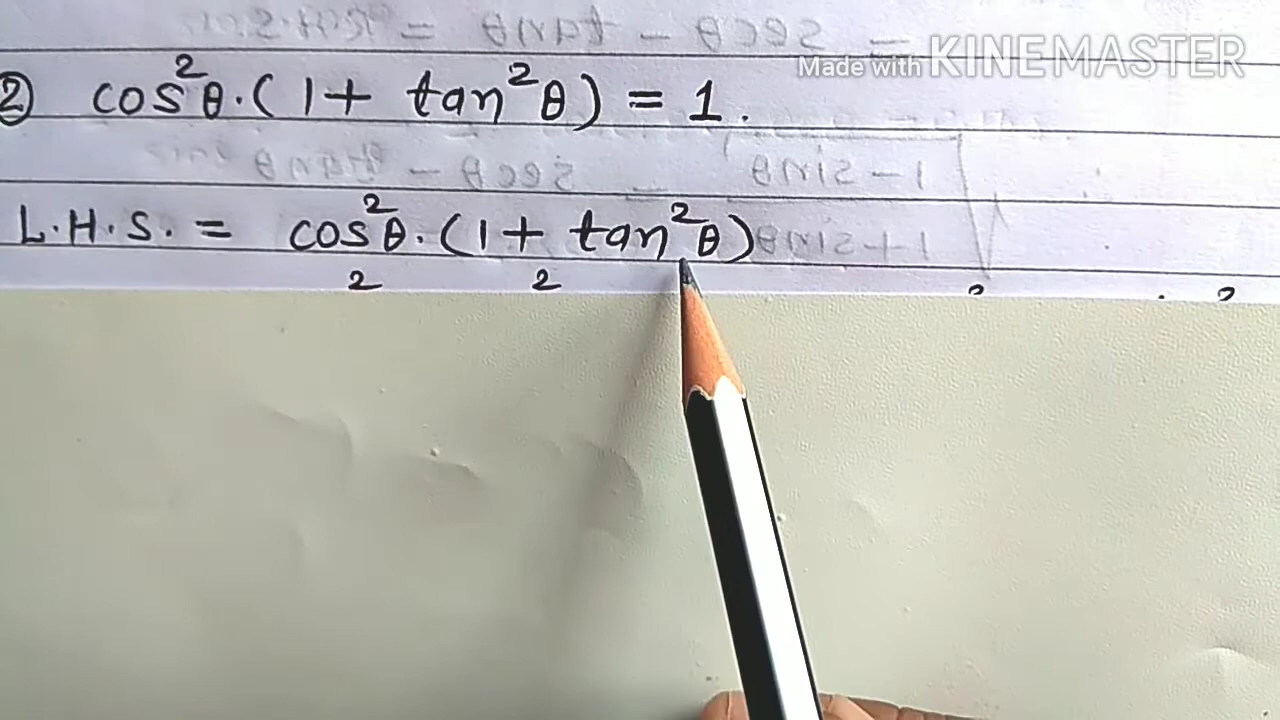 Made with KINEMASTER
② cos²θ.(1 + tan²θ) = 1.
L.H.S. = cos²θ.(1 + tan²θ)